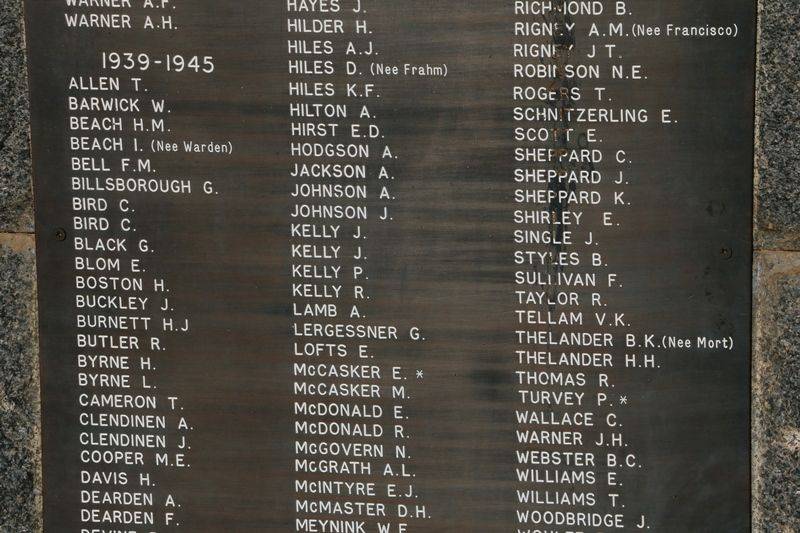 WARNER A.F.
WARNER A.H.
1939-1945
ALLEN T.
BARWICK W.
BEACH H.M.
BEACH I. (Nee Warden)
BELL F.M.
BILLSBOROUGH G.
BIRD C.
BIRD C.
BLACK G.
BLOM E.
BOSTON H.
BUCKLEY J.
BURNETT H.J
BUTLER R.
BYRNE H.
BYRNE L.
CAMERON T.
CLENDINEN A.
CLENDINEN J.
COOPER M.E.
DAVIS H.
DEARDEN A.
DEARDEN F.
HAYES J.
HILDER H.
HILES A.J.
HILES D. (Nee Frahm)
HILES K.F.
HILTON A.
HIRST E.D.
HODGSON A.
JACKSON A.
JOHNSON A.
JOHNSON J.
KELLY J.
KELLY J.
KELLY P.
KELLY R.
LAMB A.
LERGESSNER G.
LOFTS E.
McCASKER E. *
McCASKER M.
McDONALD E.
McDONALD R.
McGOVERN N.
McGRATH A.L.
McINTYRE E.J.
McMASTER D.H.
MEYNINK W.F.
RICHMOND B.
RIGNEY A.M. (Nee Francisco)
RIGNEY J T.
ROBINSON N.E.
ROGERS T.
SCHNITZERLING E.
SCOTT E.
SHEPPARD C.
SHEPPARD J.
SHEPPARD K.
SHIRLEY E.
SINGLE J.
STYLES B.
SULLIVAN F.
TAYLOR R.
TELLAM V.K.
THELANDER B.K.(Nee Mort)
THELANDER H.H.
THOMAS R.
TURVEY P. *
WALLACE C.
WARNER J.H.
WEBSTER B.C.
WILLIAMS E.
WILLIAMS T.
WOODBRIDGE J.